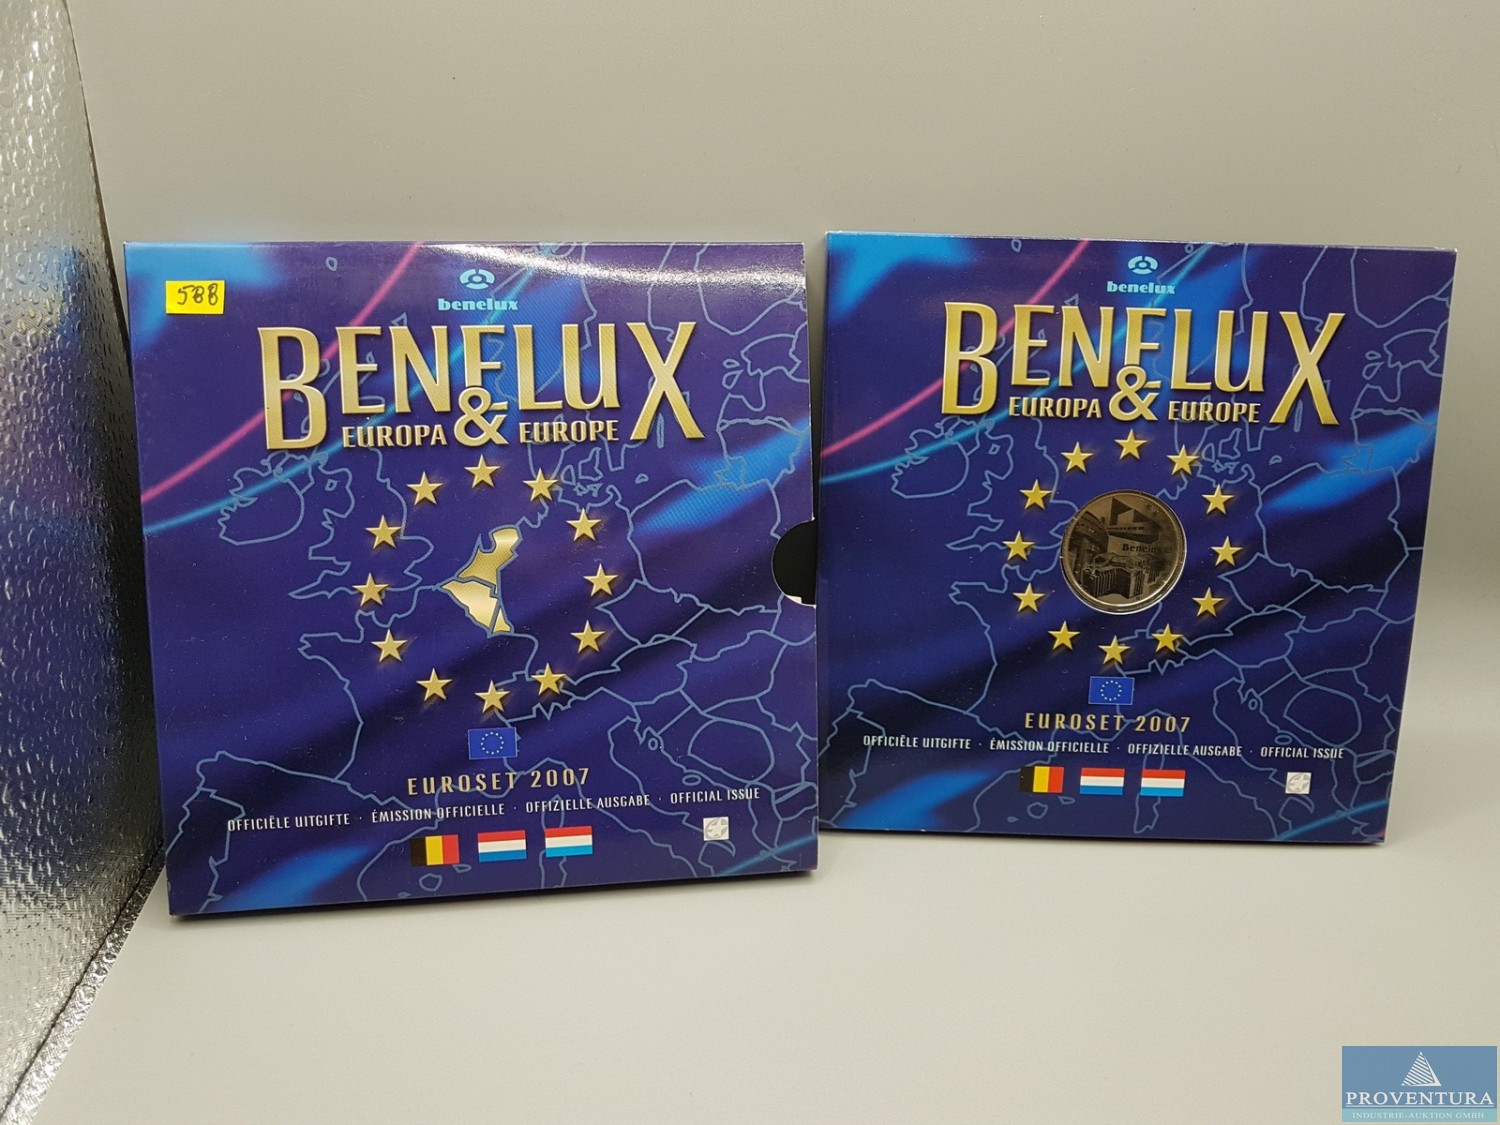 588
benelux
BENELUX
EUROPA & EUROPE
EUROSET 2007
OFFICIËLE UITGIFTE · ÉMISSION OFFICIELLE · OFFIZIELLE AUSGABE · OFFICIAL ISSUE
benelux
BENELUX
EUROPA & EUROPE
Benelux
EUROSET 2007
OFFICIËLE UITGIFTE · ÉMISSION OFFICIELLE · OFFIZIELLE AUSGABE · OFFICIAL ISSUE
PROVENTURA
INDUSTRIE-AUKTION GMBH